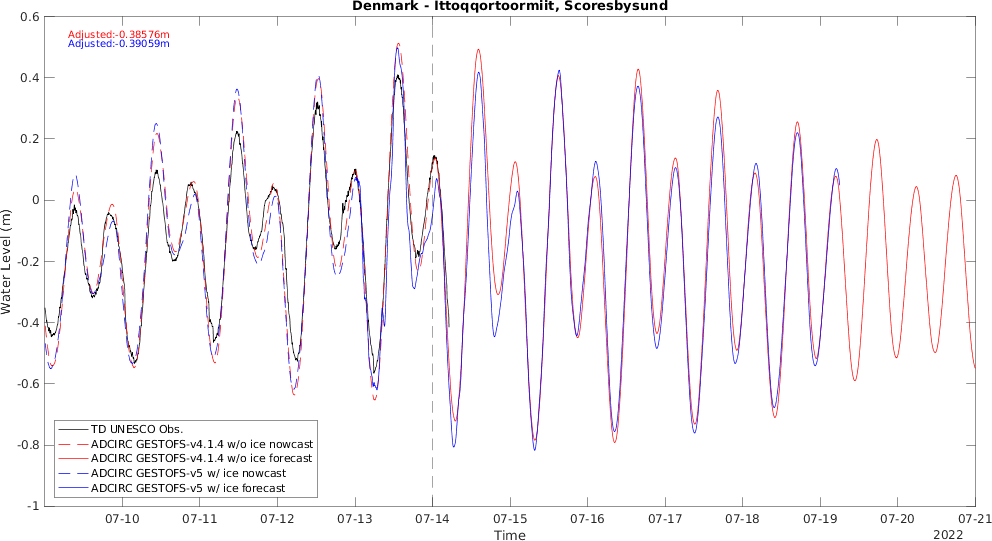 Denmark - Ittoqqortoormiit, Scoresbysund
Adjusted:-0.38576m
Adjusted:-0.39059m
0.6
0.4
0.2
0
-0.2
-0.4
-0.6
-0.8
-1
Water Level (m)
TD UNESCO Obs.
ADCIRC GESTOFS-v4.1.4 w/o ice nowcast
ADCIRC GESTOFS-v4.1.4 w/o ice forecast
ADCIRC GESTOFS-v5 w/ ice nowcast
ADCIRC GESTOFS-v5 w/ ice forecast
07-10 07-11 07-12 07-13 07-14 07-15 07-16 07-17 07-18 07-19 07-20 07-21
Time
2022